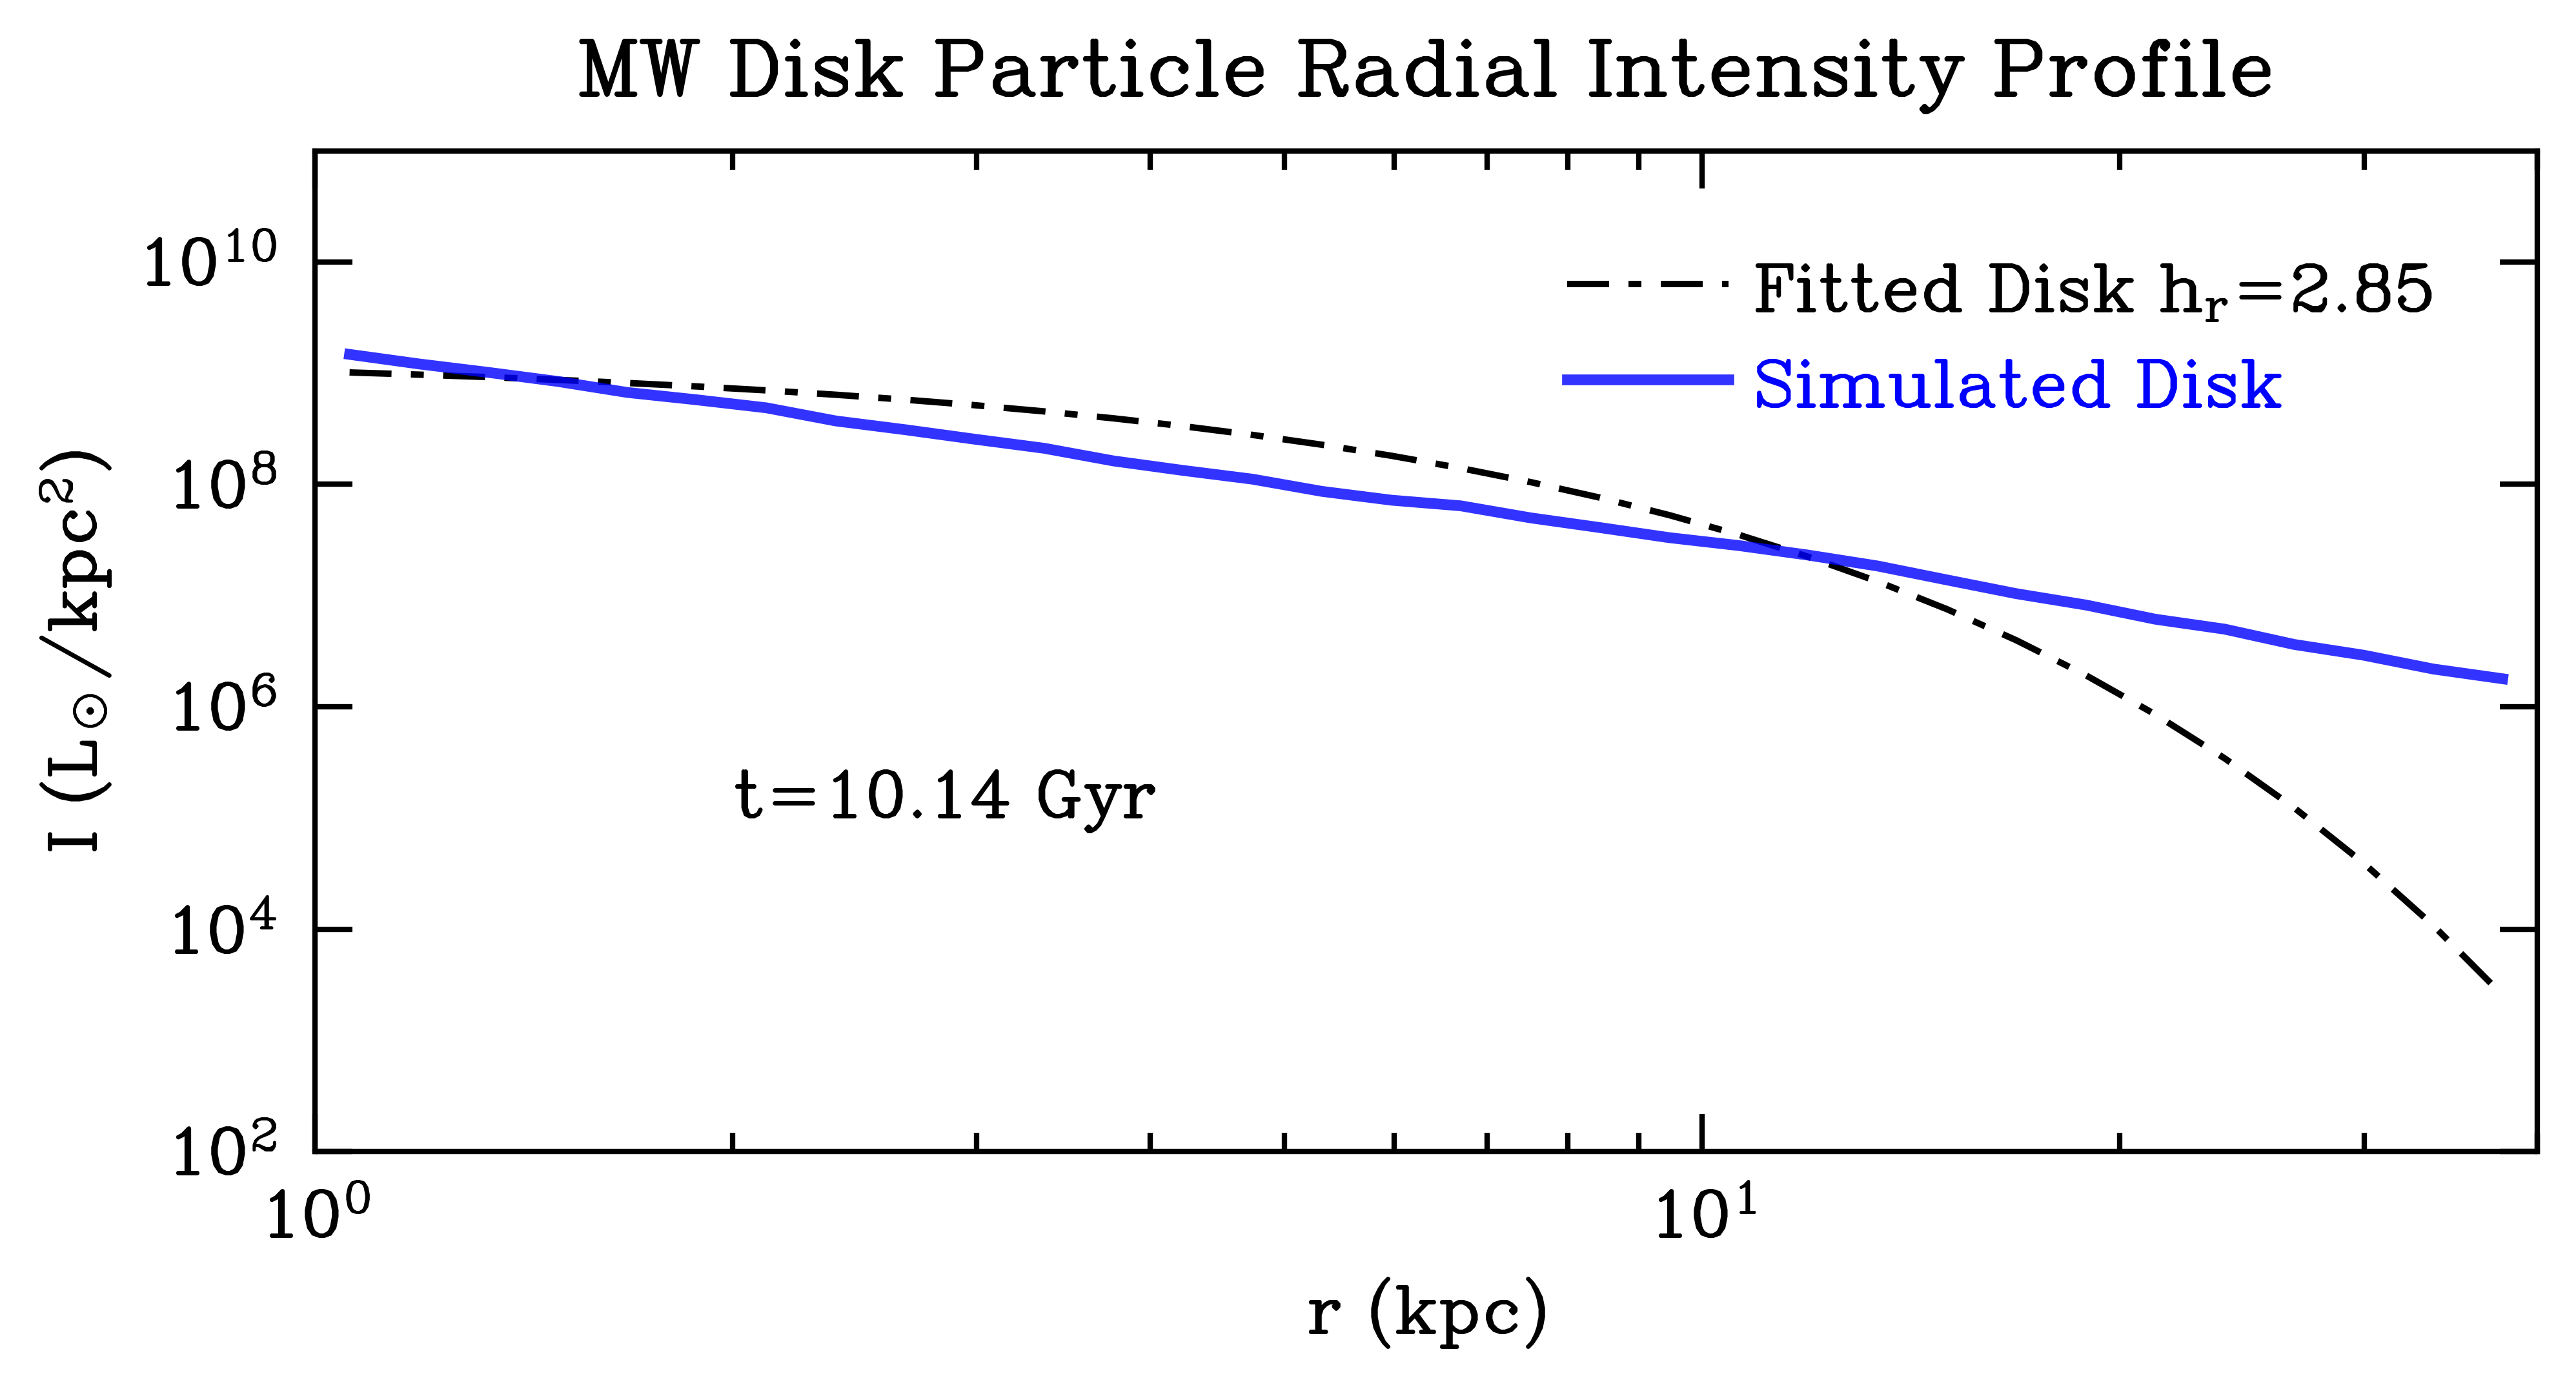 MW Disk Particle Radial Intensity Profile
10¹⁰
10⁸
10⁶
10⁴
10²
I (L☉/kpc²)
Fitted Disk hᵣ=2.85
Simulated Disk
t=10.14 Gyr
10⁰
10¹
r (kpc)